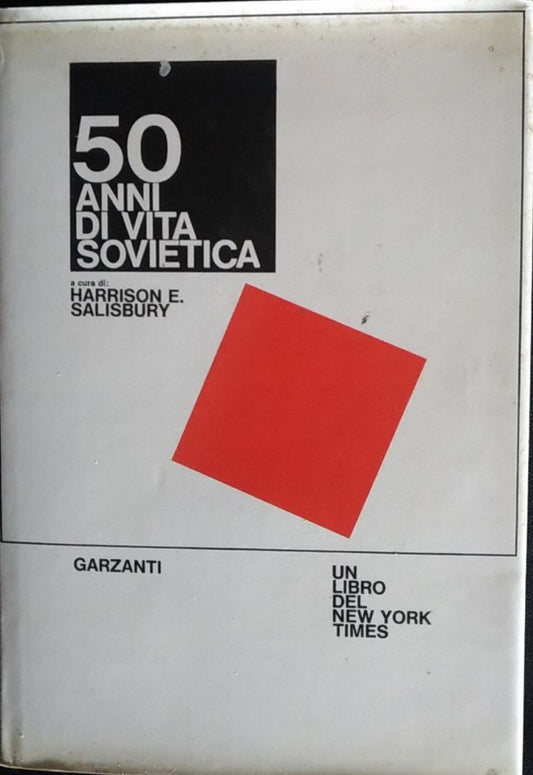 50
ANNI
DI VITA
SOVIETICA
a cura di:
HARRISON E.
SALISBURY
GARZANTI
UN
LIBRO
DEL
NEW YORK
TIMES